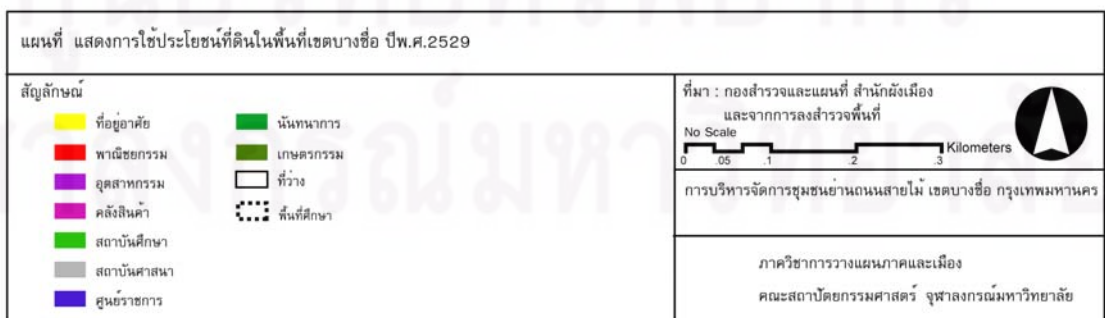 แผนที่ แสดงการใช้ประโยชน์ที่ดินในพื้นที่เขตบางซื่อ ปีพ.ศ.2529
สัญลักษณ์
ที่อยู่อาศัย
พาณิชยกรรม
อุตสาหกรรม
คลังสินค้า
สถาบันศึกษา
สถาบันศาสนา
ศูนย์ราชการ
นันทนาการ
เกษตรกรรม
ที่ว่าง
พื้นที่ศึกษา
ที่มา : กองสำรวจและแผนที่ สำนักผังเมือง
และจากการลงสำรวจพื้นที่
No Scale
Kilometers
0 .05 .1 .2 .3
การบริหารจัดการชุมชนย่านถนนสายไม้ เขตบางซื่อ กรุงเทพมหานคร
ภาควิชาการวางแผนภาคและเมือง
คณะสถาปัตยกรรมศาสตร์ จุฬาลงกรณ์มหาวิทยาลัย